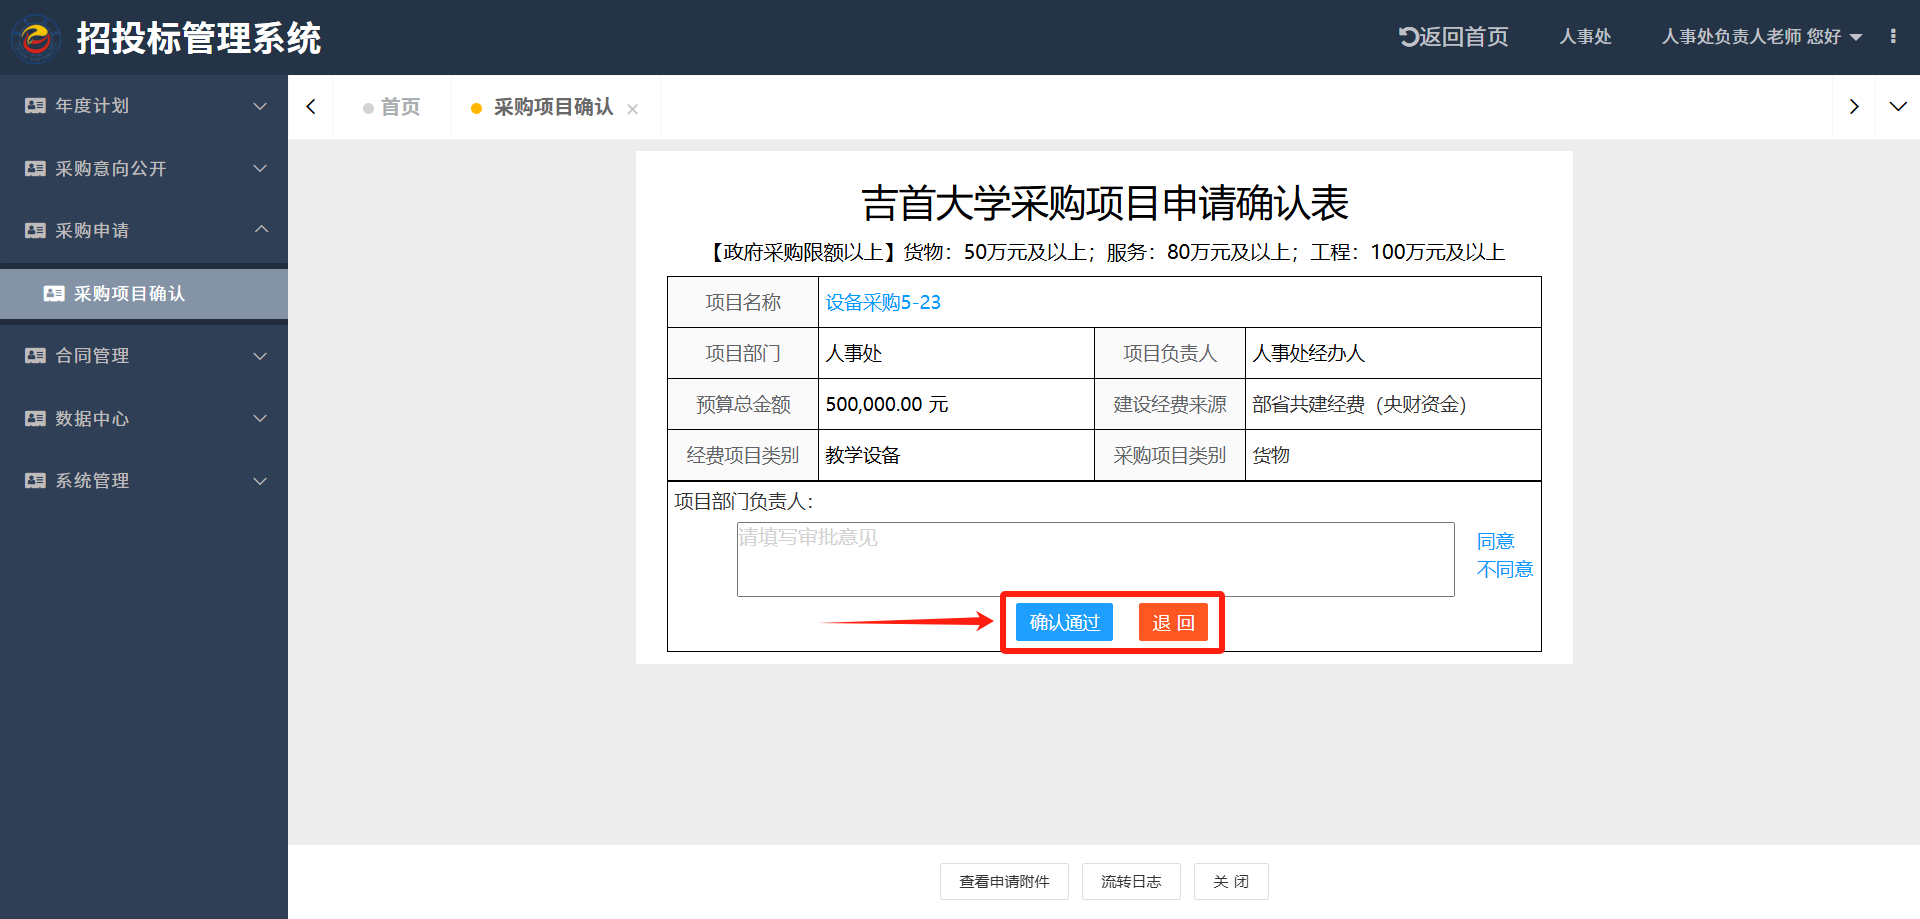 招投标管理系统
返回首页
人事处
人事处负责人老师 您好
年度计划
采购意向公开
采购申请
采购项目确认
合同管理
数据中心
系统管理
首页
采购项目确认
吉首大学采购项目申请确认表
【政府采购限额以上】货物：50万元及以上；服务：80万元及以上；工程：100万元及以上
项目名称 设备采购5-23
项目部门 人事处 项目负责人 人事处经办人
预算总金额 500,000.00 元 建设经费来源 部省共建经费（央财资金）
经费项目类别 教学设备 采购项目类别 货物
项目部门负责人：
请填写审批意见
同意
不同意
确认通过 退 回
查看申请附件 流转日志 关 闭